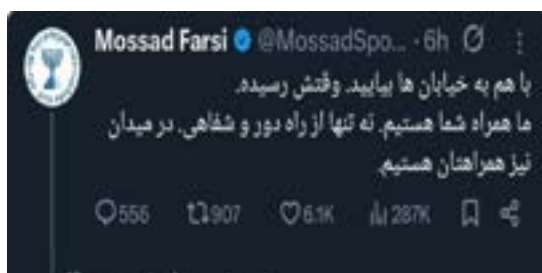 Mossad Farsi @MossadSpo... · 6h
با هم به خیابان ها بیایید. وقتش رسیده.
ما همراه شما هستیم. نه تنها از راه دور و شفاهی. در میدان
نیز همراهتان هستیم.
556 907 6.1K 287K